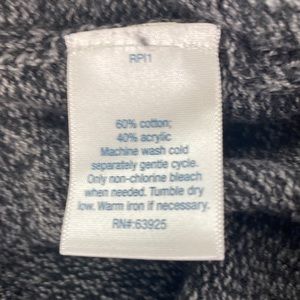 RPI1
60% cotton;
40% acrylic
Machine wash cold
separately gentle cycle.
Only non-chlorine bleach
when needed. Tumble dry
low. Warm iron if necessary.
RN#:63925